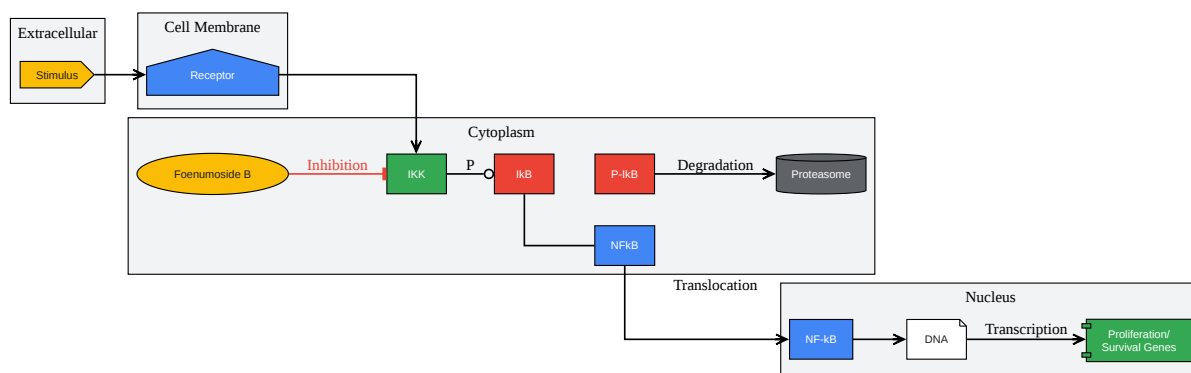 Extracellular
Stimulus
Cell Membrane
Receptor
Cytoplasm
Foenumoside B
Inhibition
IKK
P
IkB
P-IkB
Degradation
Proteasome
NFkB
Translocation
Nucleus
NF-kB
DNA
Transcription
Proliferation/
Survival Genes